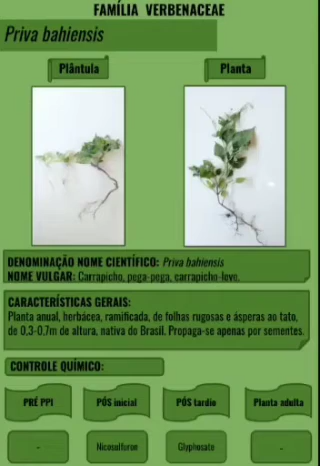 FAMÍLIA VERBENACEAE
Priva bahiensis
Plântula
Planta
DENOMINAÇÃO NOME CIENTÍFICO: Priva bahiensis
NOME VULGAR: Carrapicho, pega-pega, carrapicho-leve.
CARACTERÍSTICAS GERAIS:
Planta anual, herbácea, ramificada, de folhas rugosas e ásperas ao tato,
de 0,3-0,7m de altura, nativa do Brasil. Propaga-se apenas por sementes.
CONTROLE QUÍMICO:
PRÉ PPI
PÓS inicial
PÓS tardio
Planta adulta
-
Nicosulfuron
Glyphosate
-